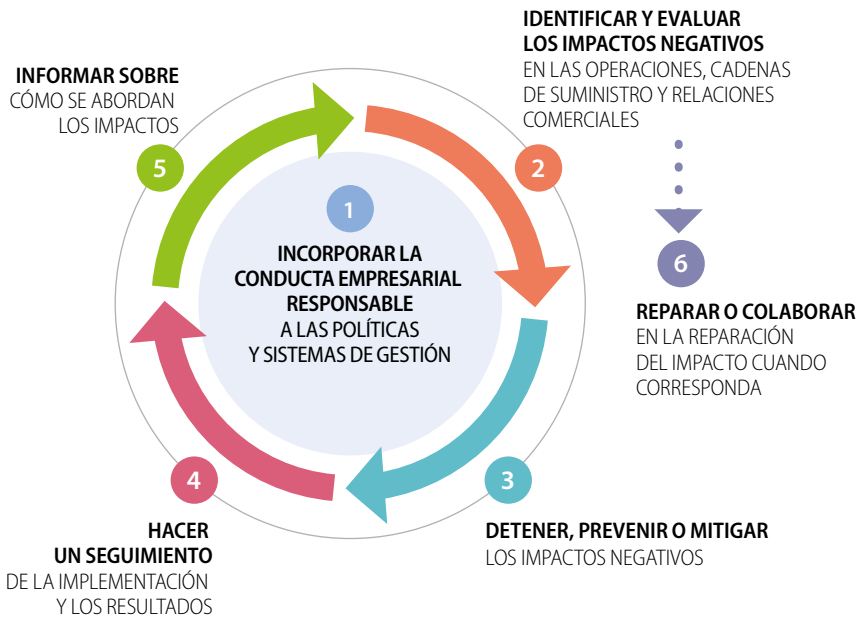 1
INCORPORAR LA
CONDUCTA EMPRESARIAL
RESPONSABLE
A LAS POLÍTICAS
Y SISTEMAS DE GESTIÓN
IDENTIFICAR Y EVALUAR
LOS IMPACTOS NEGATIVOS
EN LAS OPERACIONES, CADENAS
DE SUMINISTRO Y RELACIONES
COMERCIALES
2
3
DETENER, PREVENIR O MITIGAR
LOS IMPACTOS NEGATIVOS
4
HACER
UN SEGUIMIENTO
DE LA IMPLEMENTACIÓN
Y LOS RESULTADOS
INFORMAR SOBRE
CÓMO SE ABORDAN
LOS IMPACTOS
5
6
REPARAR O COLABORAR
EN LA REPARACIÓN
DEL IMPACTO CUANDO
CORRESPONDA